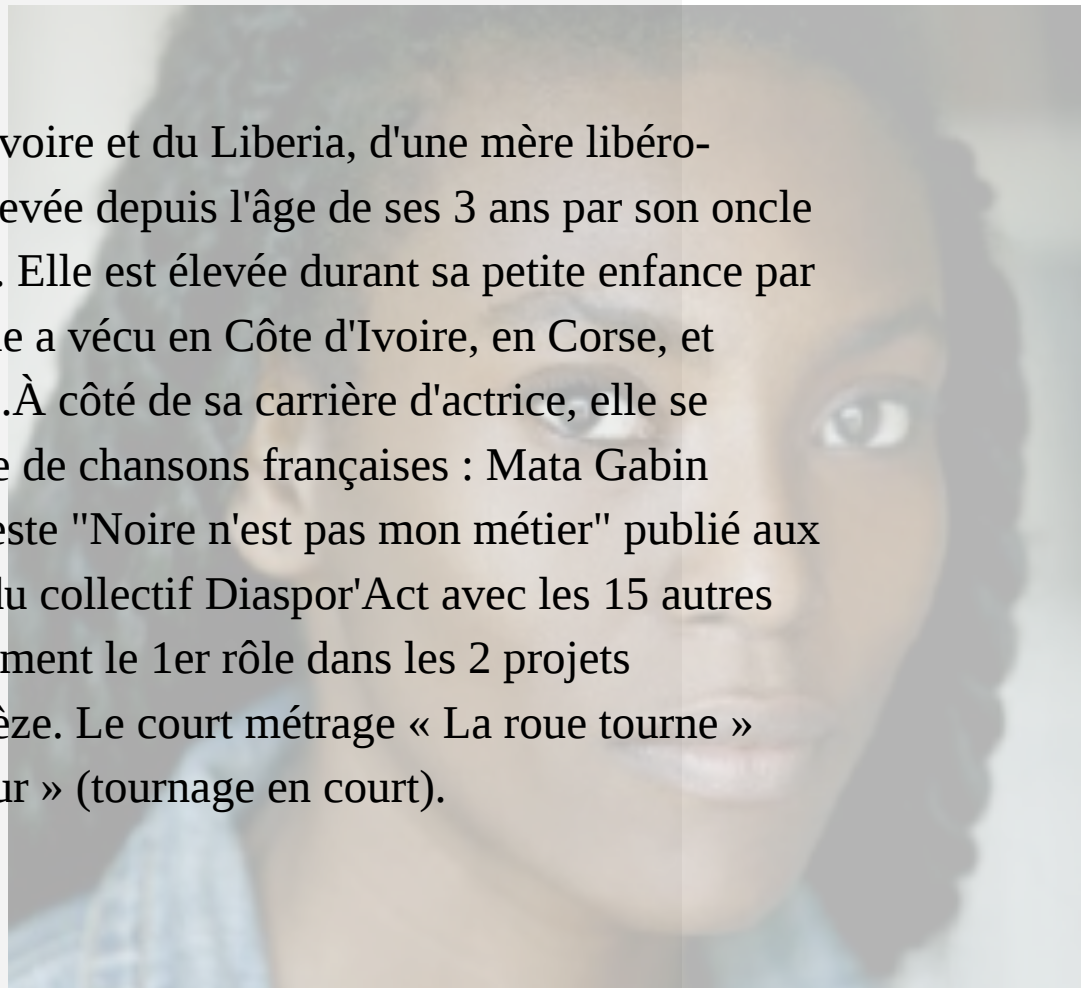 voire et du Liberia, d'une mère libéro-
evée depuis l'âge de ses 3 ans par son oncle
. Elle est élevée durant sa petite enfance par
le a vécu en Côte d'Ivoire, en Corse, et
.À côté de sa carrière d'actrice, elle se
e de chansons françaises : Mata Gabin
este "Noire n'est pas mon métier" publié aux
du collectif Diaspor'Act avec les 15 autres
ment le 1er rôle dans les 2 projets
èze. Le court métrage « La roue tourne »
ur » (tournage en court).